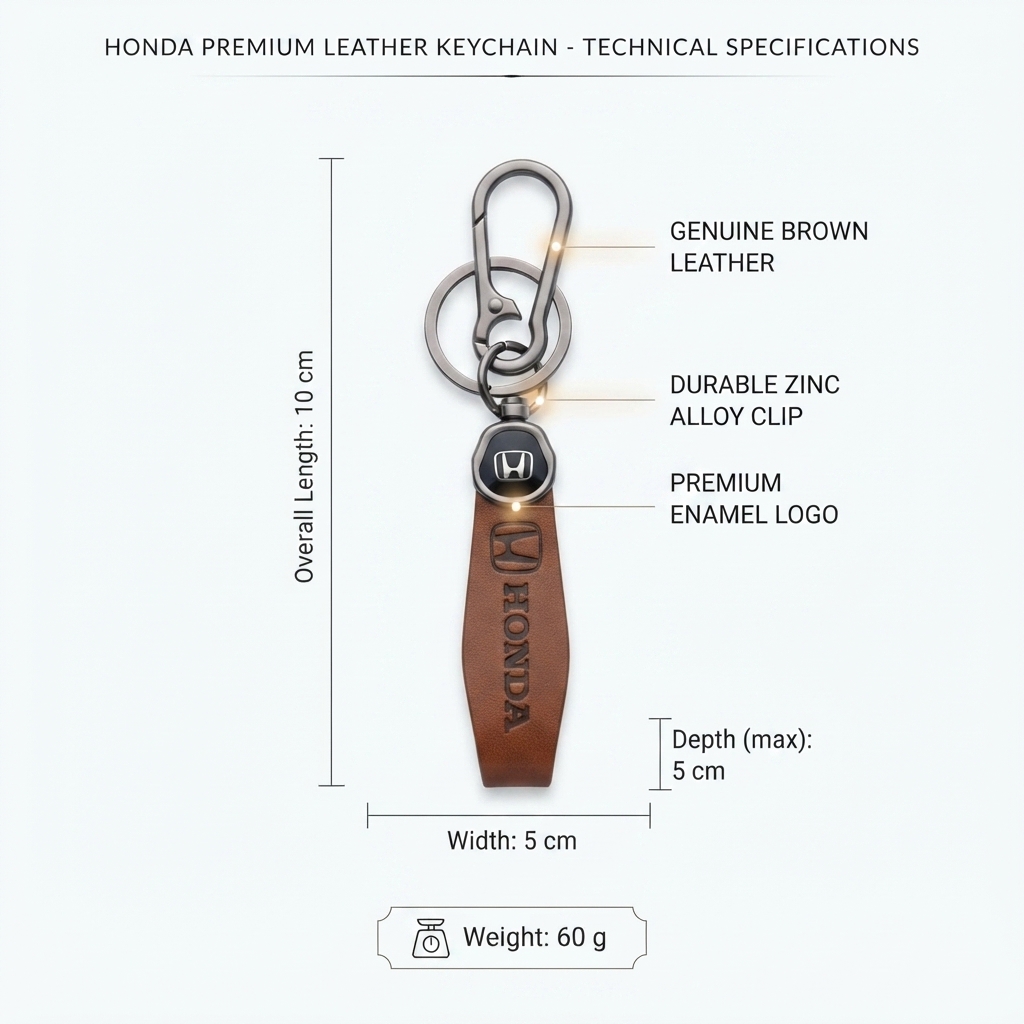 HONDA PREMIUM LEATHER KEYCHAIN - TECHNICAL SPECIFICATIONS
GENUINE BROWN
LEATHER
Overall Length: 10 cm
DURABLE ZINC
ALLOY CLIP
PREMIUM
ENAMEL LOGO
HONDA
Depth (max):
5 cm
Width: 5 cm
Weight: 60 g